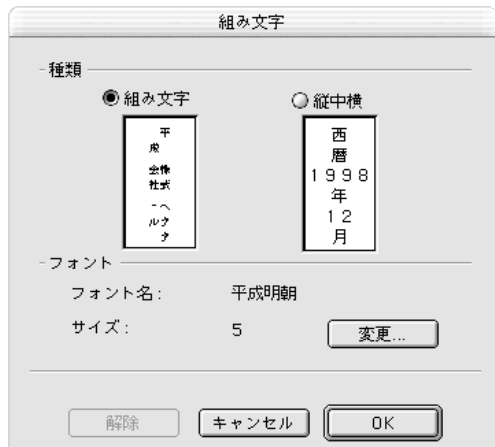 組み文字
種類
組み文字
縦中横
平
成
会株
社式
ヘ
ルク
タ
西
暦
1998
年
12
月
フォント
フォント名:
平成明朝
サイズ:
5
変更...
解除
キャンセル
OK